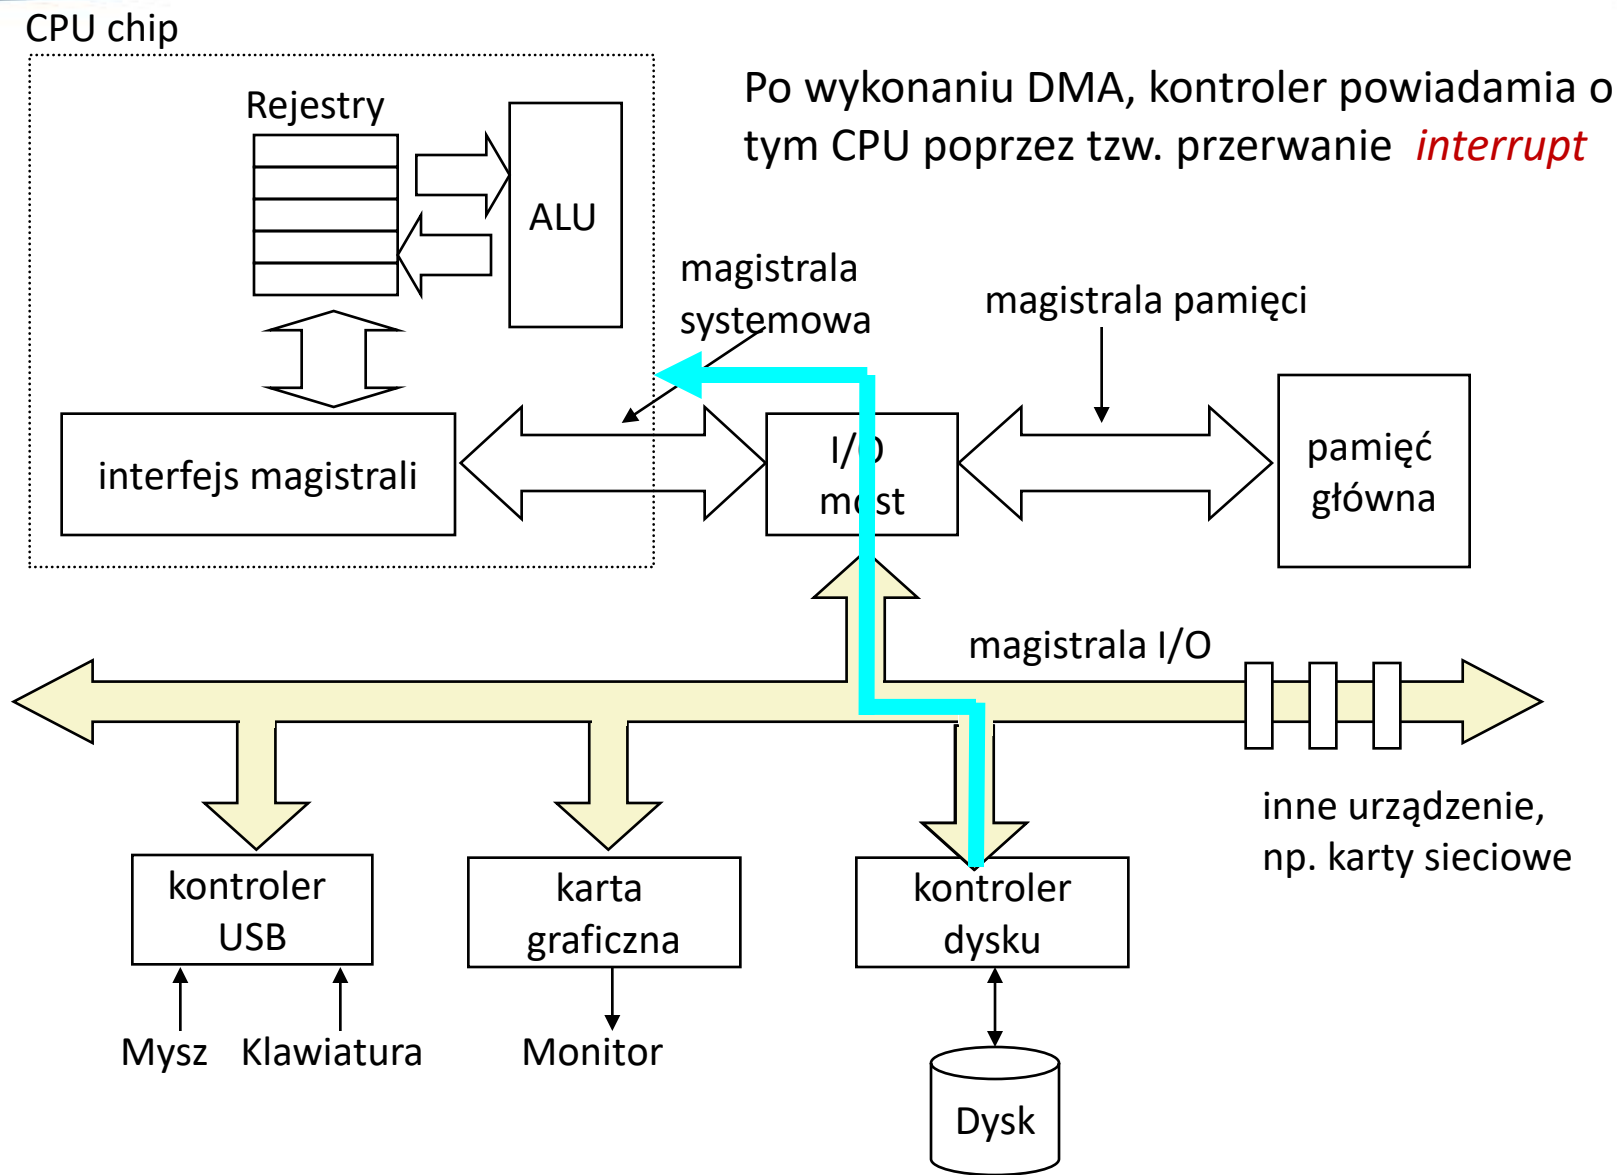 CPU chip
Po wykonaniu DMA, kontroler powiadamia o
tym CPU poprzez tzw. przerwanie interrupt
Rejestry
ALU
magistrala
systemowa
magistrala pamięci
interfejs magistrali
I/O
most
pamięć
główna
magistrala I/O
inne urządzenie,
np. karty sieciowe
kontroler
USB
karta
graficzna
kontroler
dysku
Mysz
Klawiatura
Monitor
Dysk